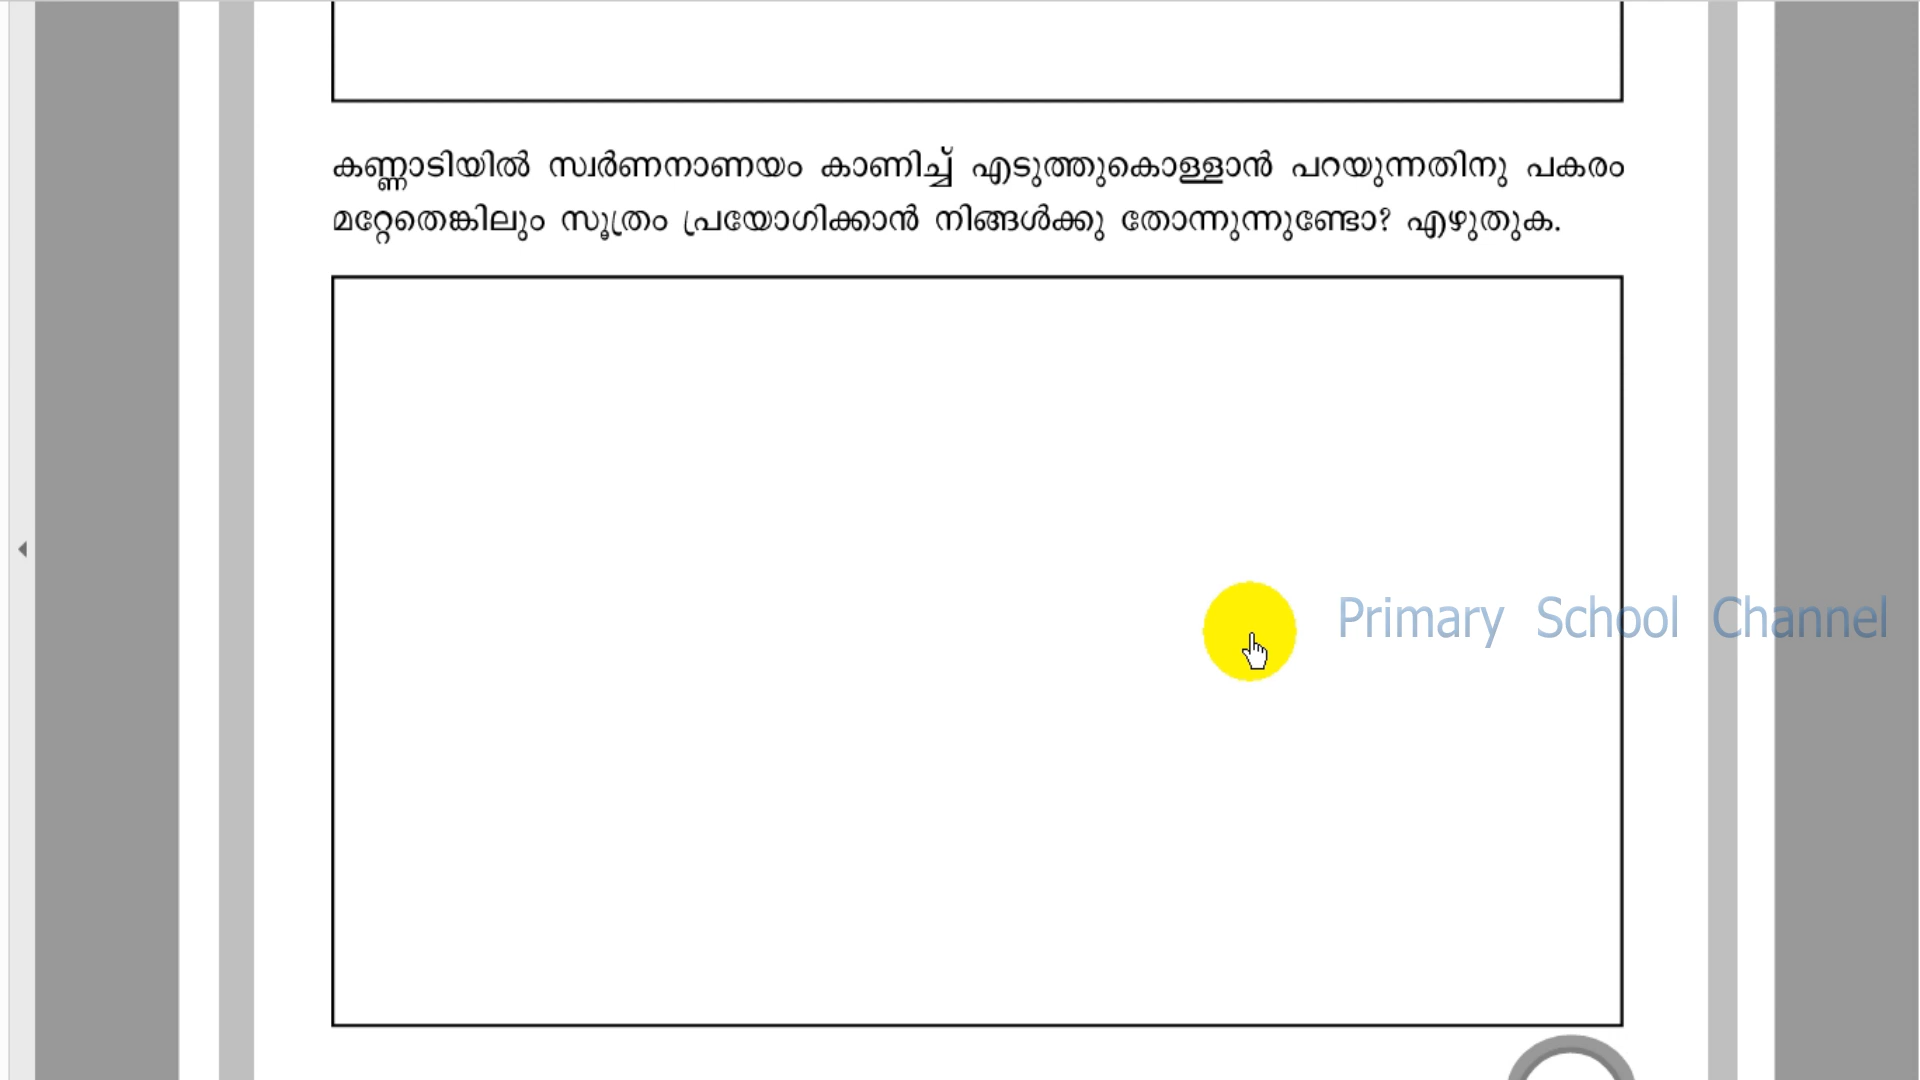 കണ്ണാടിയിൽ സ്വർണനാണയം കാണിച്ച് എടുത്തുകൊള്ളാൻ പറയുന്നതിനു പകരം
മറ്റേതെങ്കിലും സൂത്രം പ്രയോഗിക്കാൻ നിങ്ങൾക്കു തോന്നുന്നുണ്ടോ? എഴുതുക.
Primary School Channel